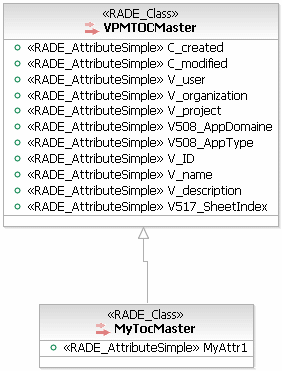 «RADE_Class»
VPMTOCMaster
«RADE_AttributeSimple» C_created
«RADE_AttributeSimple» C_modified
«RADE_AttributeSimple» V_user
«RADE_AttributeSimple» V_organization
«RADE_AttributeSimple» V_project
«RADE_AttributeSimple» V508_AppDomaine
«RADE_AttributeSimple» V508_AppType
«RADE_AttributeSimple» V_ID
«RADE_AttributeSimple» V_name
«RADE_AttributeSimple» V_description
«RADE_AttributeSimple» V517_SheetIndex
«RADE_Class»
MyTocMaster
«RADE_AttributeSimple» MyAttr1